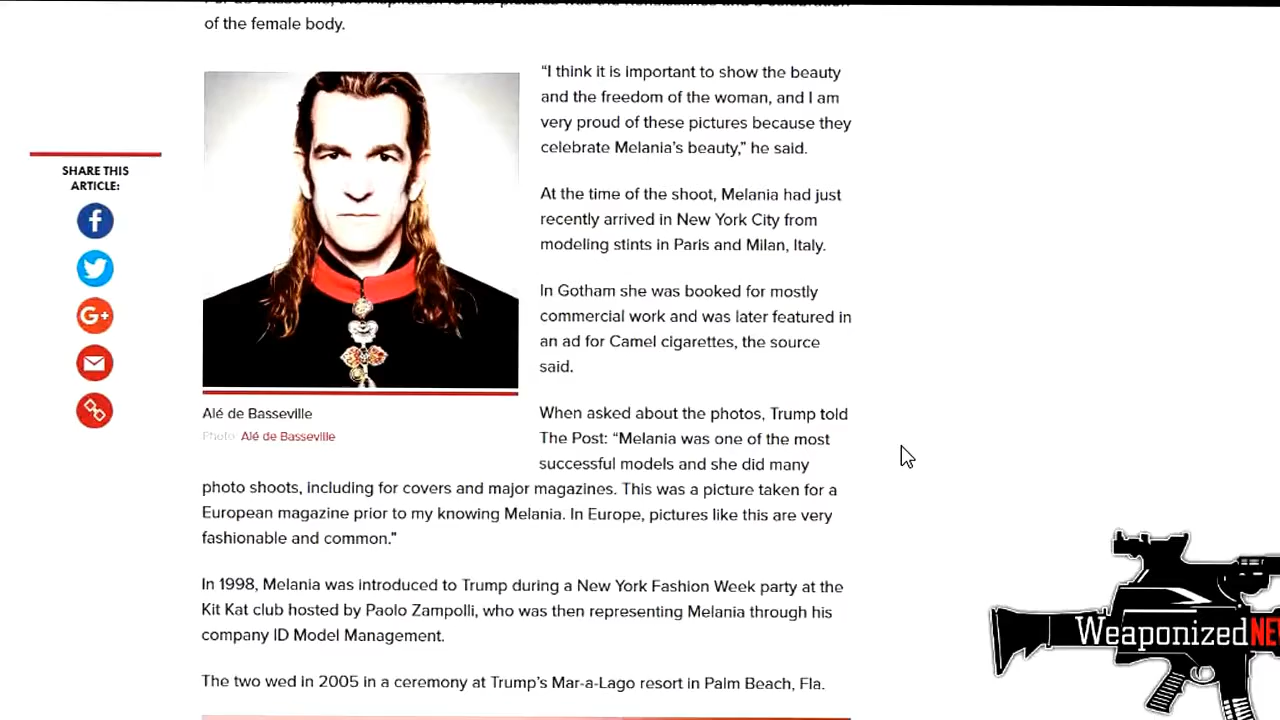 of the female body.
“I think it is important to show the beauty
and the freedom of the woman, and I am
very proud of these pictures because they
celebrate Melania’s beauty,” he said.
At the time of the shoot, Melania had just
recently arrived in New York City from
modeling stints in Paris and Milan, Italy.
In Gotham she was booked for mostly
commercial work and was later featured in
an ad for Camel cigarettes, the source
said.
When asked about the photos, Trump told
The Post: “Melania was one of the most
successful models and she did many
photo shoots, including for covers and major magazines. This was a picture taken for a
European magazine prior to my knowing Melania. In Europe, pictures like this are very
fashionable and common.”
In 1998, Melania was introduced to Trump during a New York Fashion Week party at the
Kit Kat club hosted by Paolo Zampolli, who was then representing Melania through his
company ID Model Management.
The two wed in 2005 in a ceremony at Trump’s Mar-a-Lago resort in Palm Beach, Fla.
SHARE THIS
ARTICLE:
f
G+
Alé de Basseville
Photo: Alé de Basseville
WeaponizedNEW